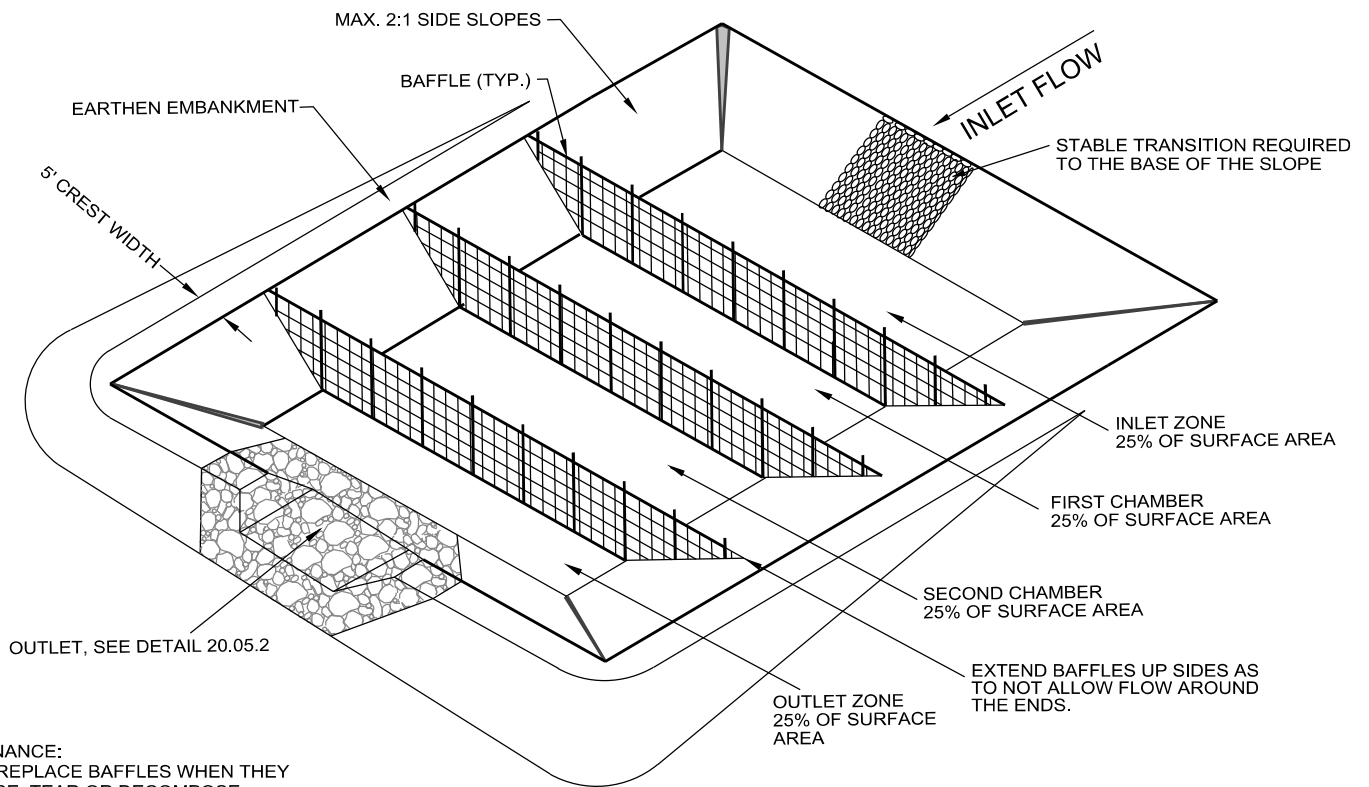 MAX. 2:1 SIDE SLOPES
BAFFLE (TYP.)
EARTHEN EMBANKMENT
5' CREST WIDTH
INLET FLOW
STABLE TRANSITION REQUIRED
TO THE BASE OF THE SLOPE
INLET ZONE
25% OF SURFACE AREA
FIRST CHAMBER
25% OF SURFACE AREA
SECOND CHAMBER
25% OF SURFACE AREA
EXTEND BAFFLES UP SIDES AS
TO NOT ALLOW FLOW AROUND
THE ENDS.
OUTLET ZONE
25% OF SURFACE
AREA
OUTLET, SEE DETAIL 20.05.2
NANCE:
REPLACE BAFFLES WHEN THEY
TEAR OR DECOMPOSE